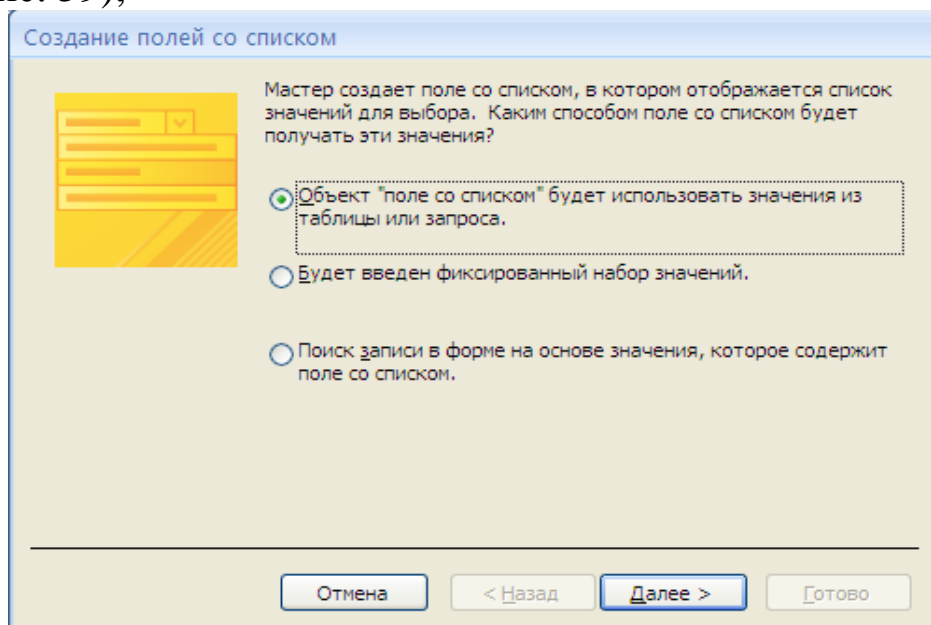 ис. 39),
Создание полей со списком
Мастер создает поле со списком, в котором отображается список
значений для выбора. Каким способом поле со списком будет
получать эти значения?
Объект "поле со списком" будет использовать значения из
таблицы или запроса.
Будет введен фиксированный набор значений.
Поиск записи в форме на основе значения, которое содержит
поле со списком.
Отмена
< Назад
Далее >
Готово